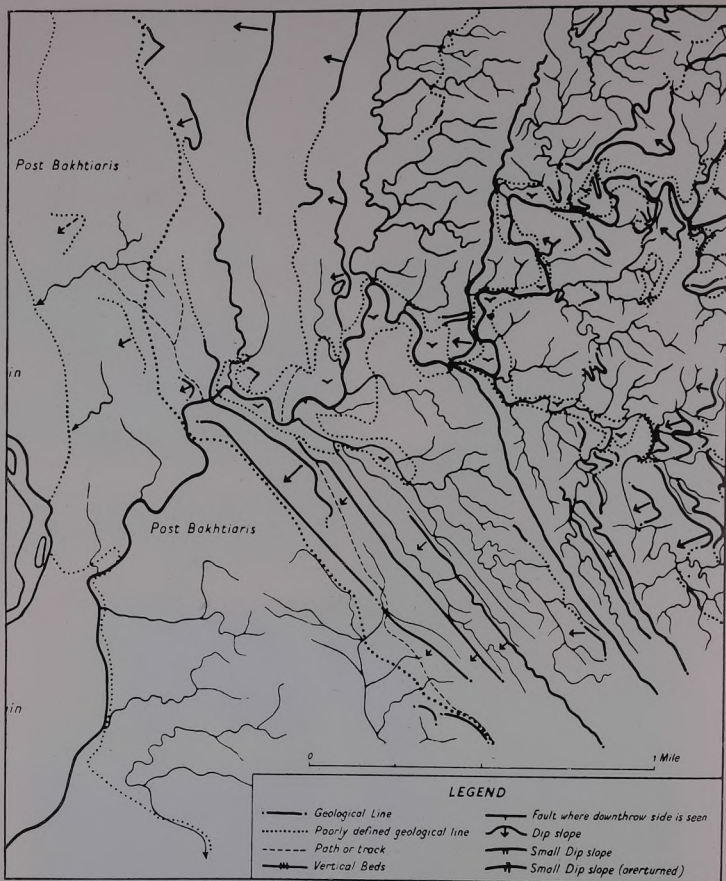 Post Bakhtiaris
in
Post Bakhtiaris
in
0
1 Mile
LEGEND
Geological Line
Poorly defined geological line
Path or track
Vertical Beds
Fault where downthrow side is seen
Dip slope
Small Dip slope
Small Dip slope (overturned)